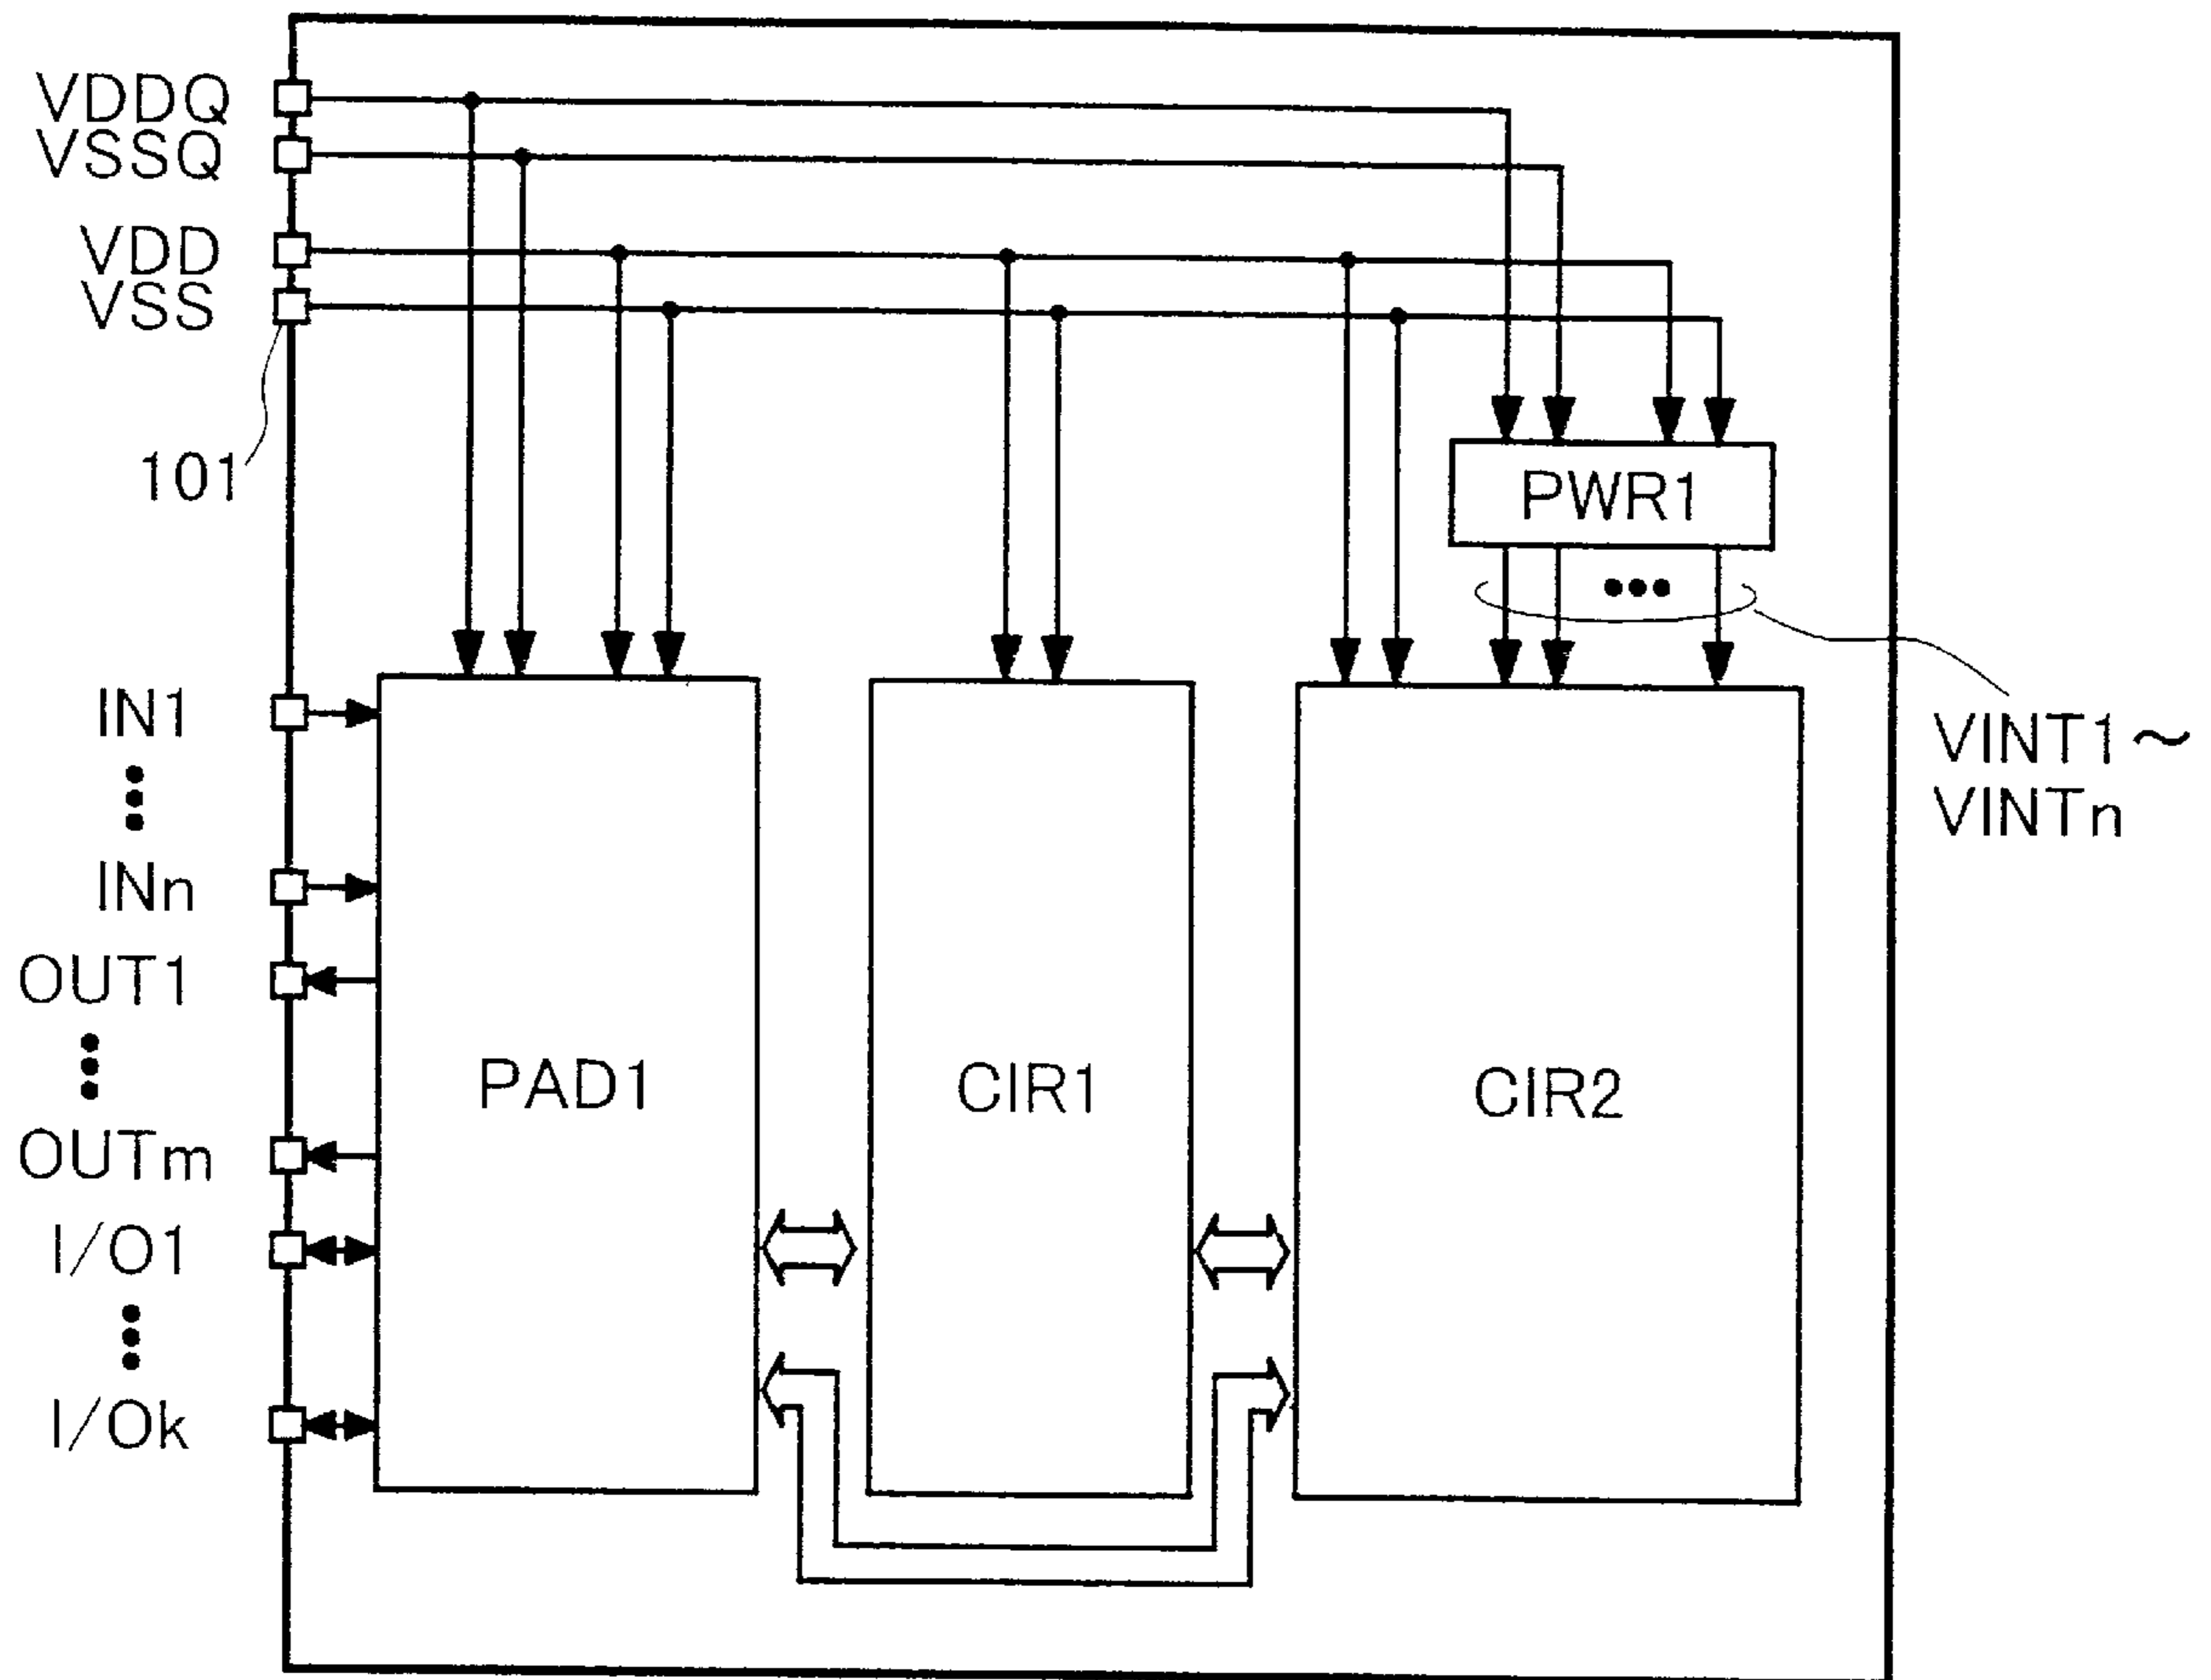 VDDQ
VSSQ
VDD
VSS
101
PWR1
IN1
VINT1～
VINTn
INn
OUT1
PAD1
CIR1
CIR2
OUTm
I/O1
I/Ok